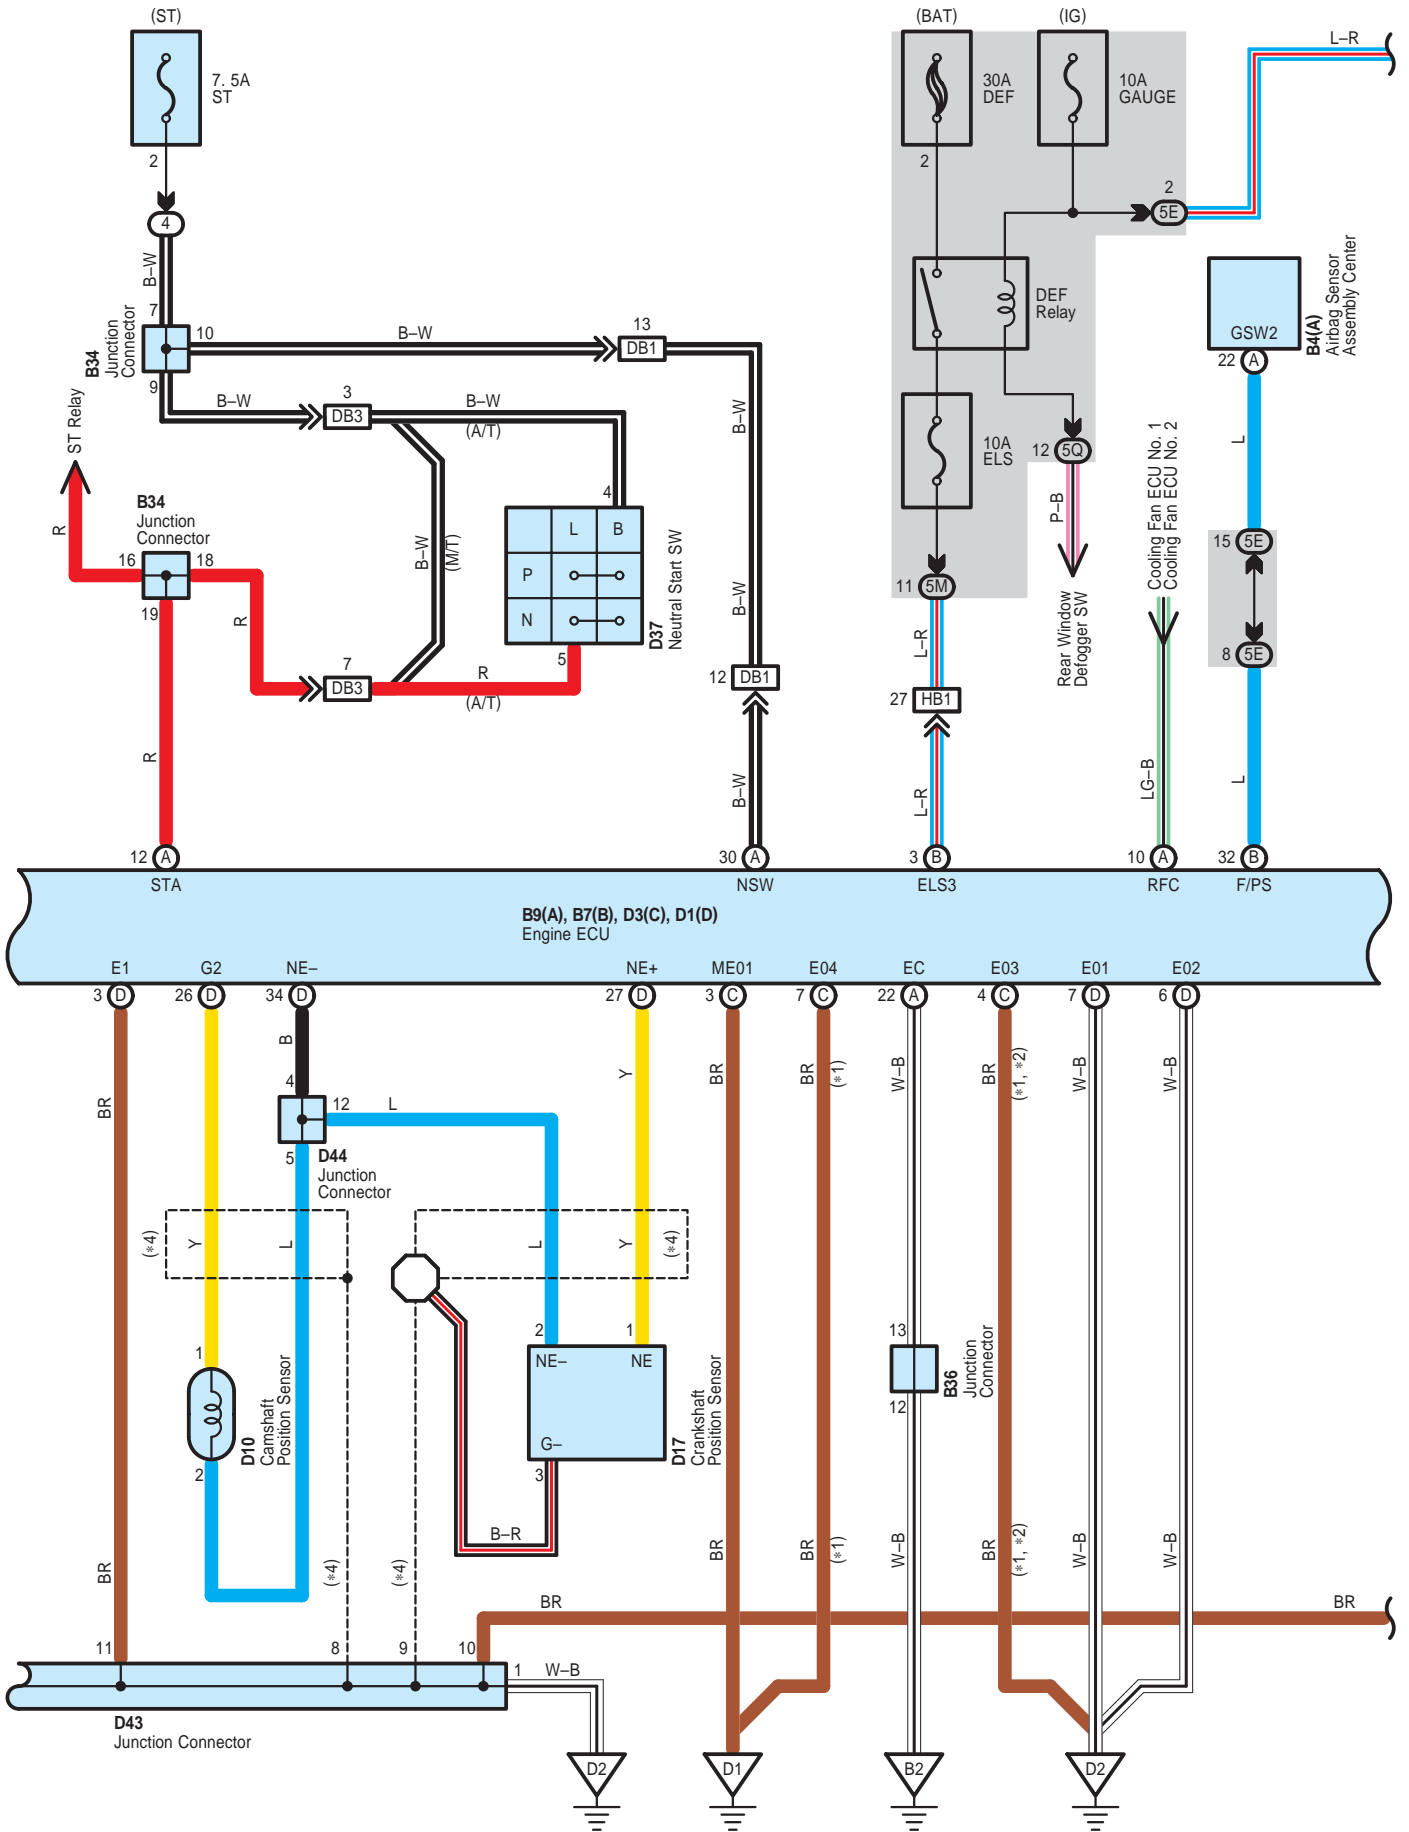 (ST)
(BAT)
(IG)
L–R
7. 5A
ST
30A
DEF
10A
GAUGE
2
2
2
5E
4
B–W
7
10
B–W
13
DB1
B34
Junction
Connector
9
B–W
3
DB3
B–W
(A/T)
B–W
DEF
Relay
GSW2
B4(A)
Airbag Sensor
Assembly Center
22
A
ST Relay
R
B34
Junction
Connector
16
18
19
R
R
B–W
(M/T)
4
L
B
P
N
D37
Neutral Start SW
5
7
DB3
R
(A/T)
B–W
12
DB1
B–W
10A
ELS
12
5Q
P–B
Rear Window
Defogger SW
11
5M
L–R
27
HB1
L–R
Cooling Fan ECU No. 1
Cooling Fan ECU No. 2
LG–B
L
15
5E
8
5E
L
12
A
30
A
3
B
10
A
32
B
STA
NSW
ELS3
RFC
F/PS
B9(A), B7(B), D3(C), D1(D)
Engine ECU
E1
G2
NE–
NE+
ME01
E04
EC
E03
E01
E02
3
D
26
D
34
D
27
D
3
C
7
C
22
A
4
C
7
D
6
D
BR
B
4
12
L
5
D44
Junction
Connector
Y
BR
BR
(∗1)
W–B
BR
(∗1, ∗2)
W–B
W–B
(∗4)
Y
L
L
Y
(∗4)
1
D10
Camshaft
Position Sensor
2
2
1
NE–
NE
G–
3
D17
Crankshaft
Position Sensor
13
B36
Junction
Connector
12
B–R
BR
(∗4)
(∗4)
BR
BR
(∗1)
W–B
BR
(∗1, ∗2)
W–B
W–B
BR
BR
11
8
9
10
1
W–B
D43
Junction Connector
D2
D1
B2
D2